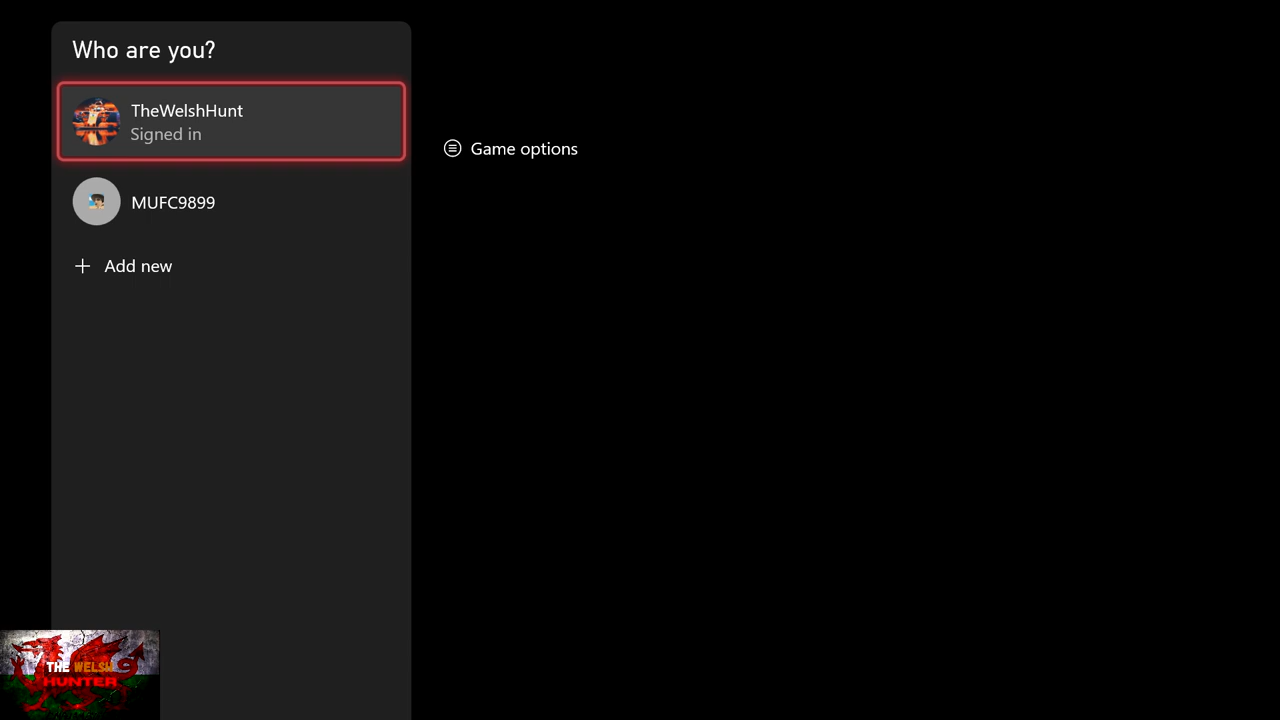 Who are you?
TheWelshHunt
Signed in
Game options
MUFC9899
Add new
THE WELSH
HUNTER